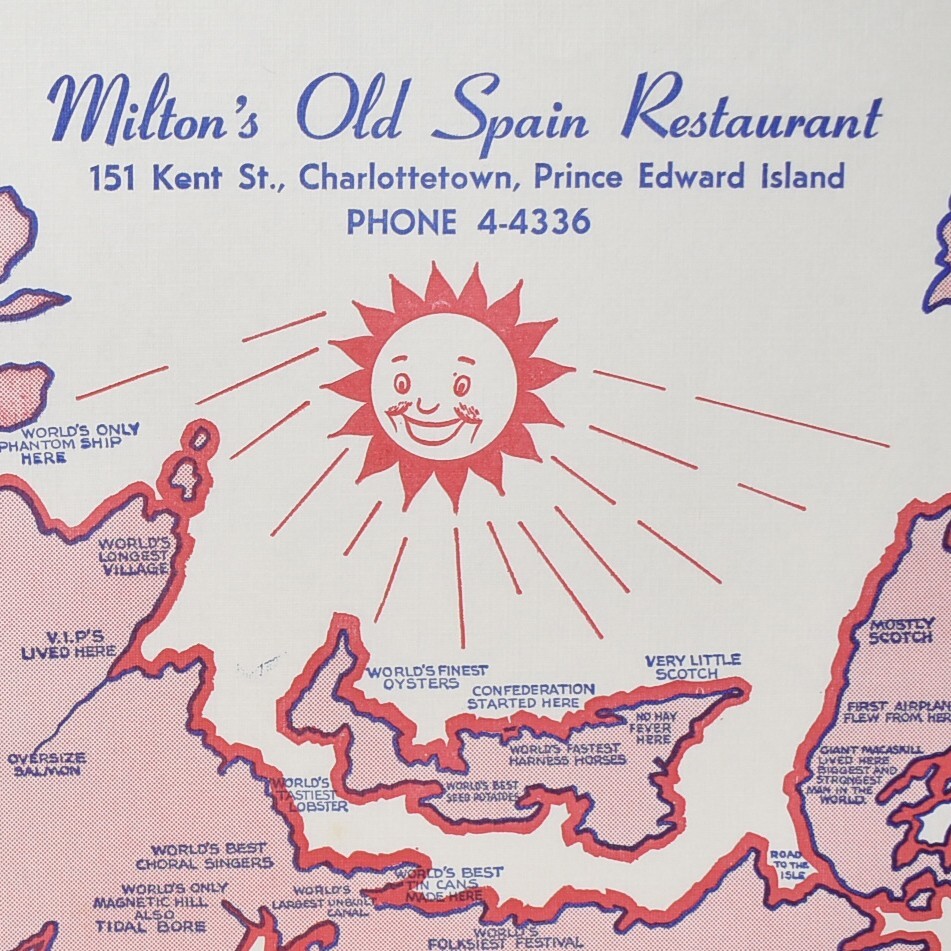 Milton's Old Spain Restaurant
151 Kent St., Charlottetown, Prince Edward Island
PHONE 4-4336
WORLD'S ONLY
PHANTOM SHIP
HERE
WORLD'S
LONGEST
VILLAGE
V.I.P'S
LIVED HERE
OVERSIZE
SALMON
WORLD'S FINEST
OYSTERS
CONFEDERATION
STARTED HERE
VERY LITTLE
SCOTCH
NO HAY
FEVER
HERE
WORLD'S FASTEST
HARNESS HORSES
WORLD'S BEST
SEED POTATOES
WORLD'S
TASTIEST
LOBSTER
MOSTLY
SCOTCH
FIRST AIRPLAN
FLEW FROM HE
GIANT MACASKILL
LIVED HERE
BIGGEST AND
STRONGEST
MAN IN THE
WORLD.
ROAD
TO THE
ISLE
WORLD'S BEST
CHORAL SINGERS
WORLD'S ONLY
MAGNETIC HILL
ALSO
TIDAL BORE
WORLD'S
LARGEST UNBUILT
CANAL
WORLD'S BEST
TIN CANS
MADE HERE
WORLD'S
FOLKSIEST FESTIVAL